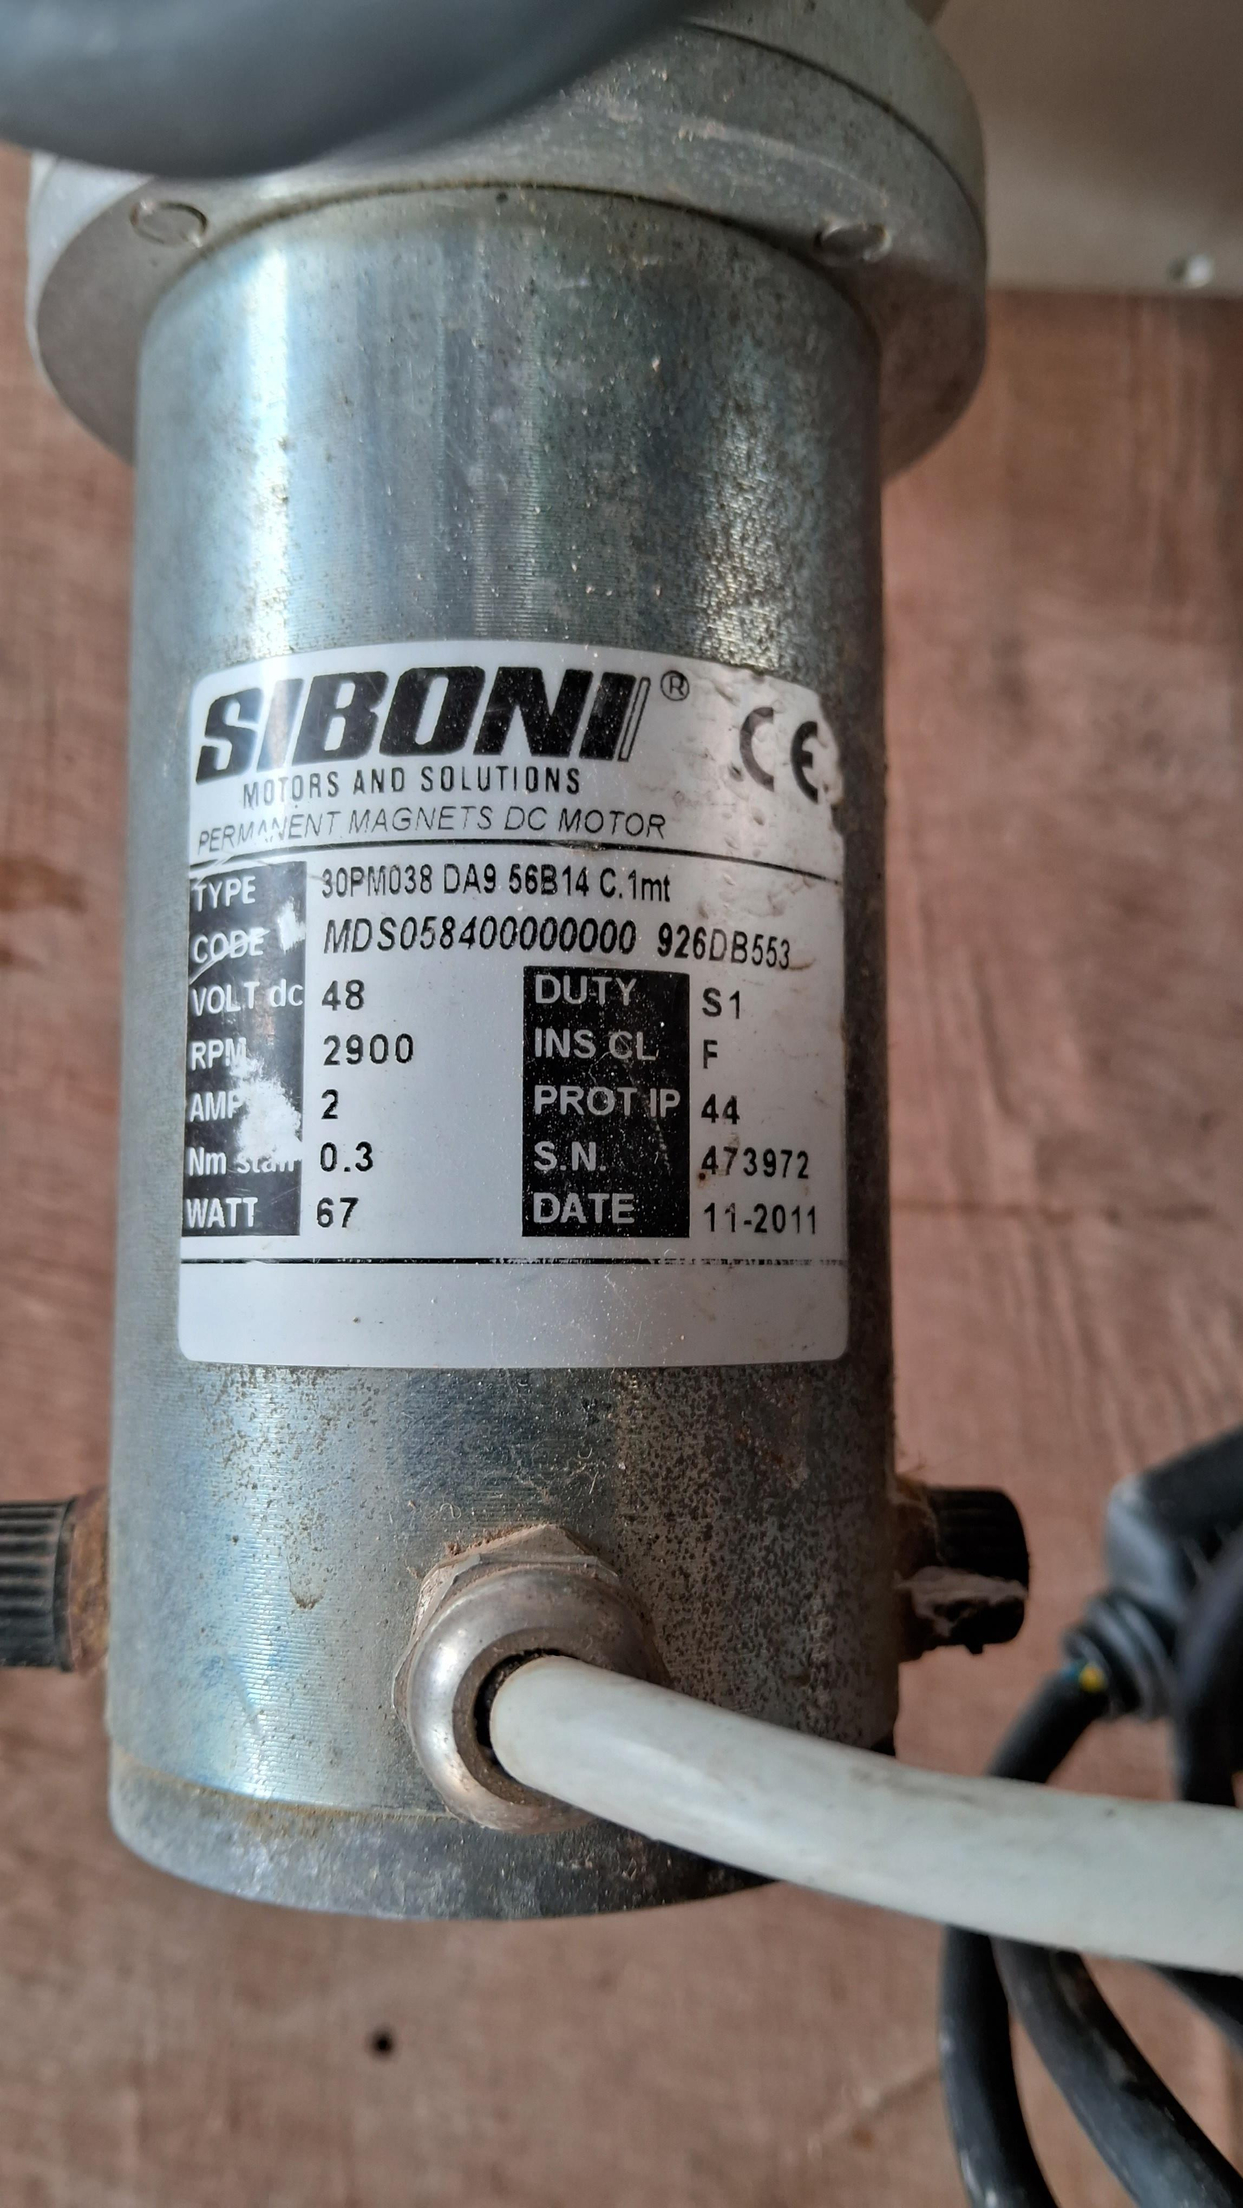 SIBONI ®
CE
MOTORS AND SOLUTIONS
PERMANENT MAGNETS DC MOTOR
TYPE 30PM038 DA9 56B14 C.1mt
CODE MDS058400000000 926DB553
VOLT dc 48 DUTY S1
RPM 2900 INS CL F
AMP 2 PROT IP 44
Nm stall 0.3 S.N. 473972
WATT 67 DATE 11-2011